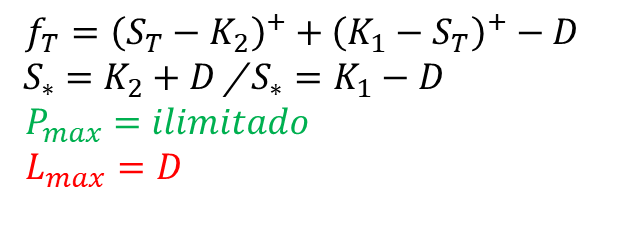 f_T = (S_T − K_2)^+ + (K_1 − S_T)^+ − D
S_* = K_2 + D / S_* = K_1 − D
P_max = ilimitado
L_max = D